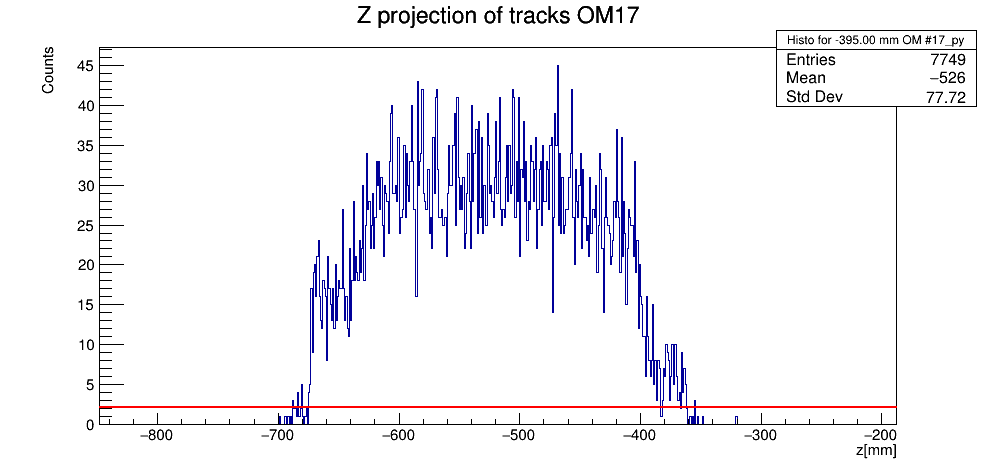 Z projection of tracks OM17
Histo for -395.00 mm OM #17_py
Entries 7749
Mean −526
Std Dev 77.72
Counts
45
40
35
30
25
20
15
10
5
0
−800 −700 −600 −500 −400 −300 −200
z[mm]